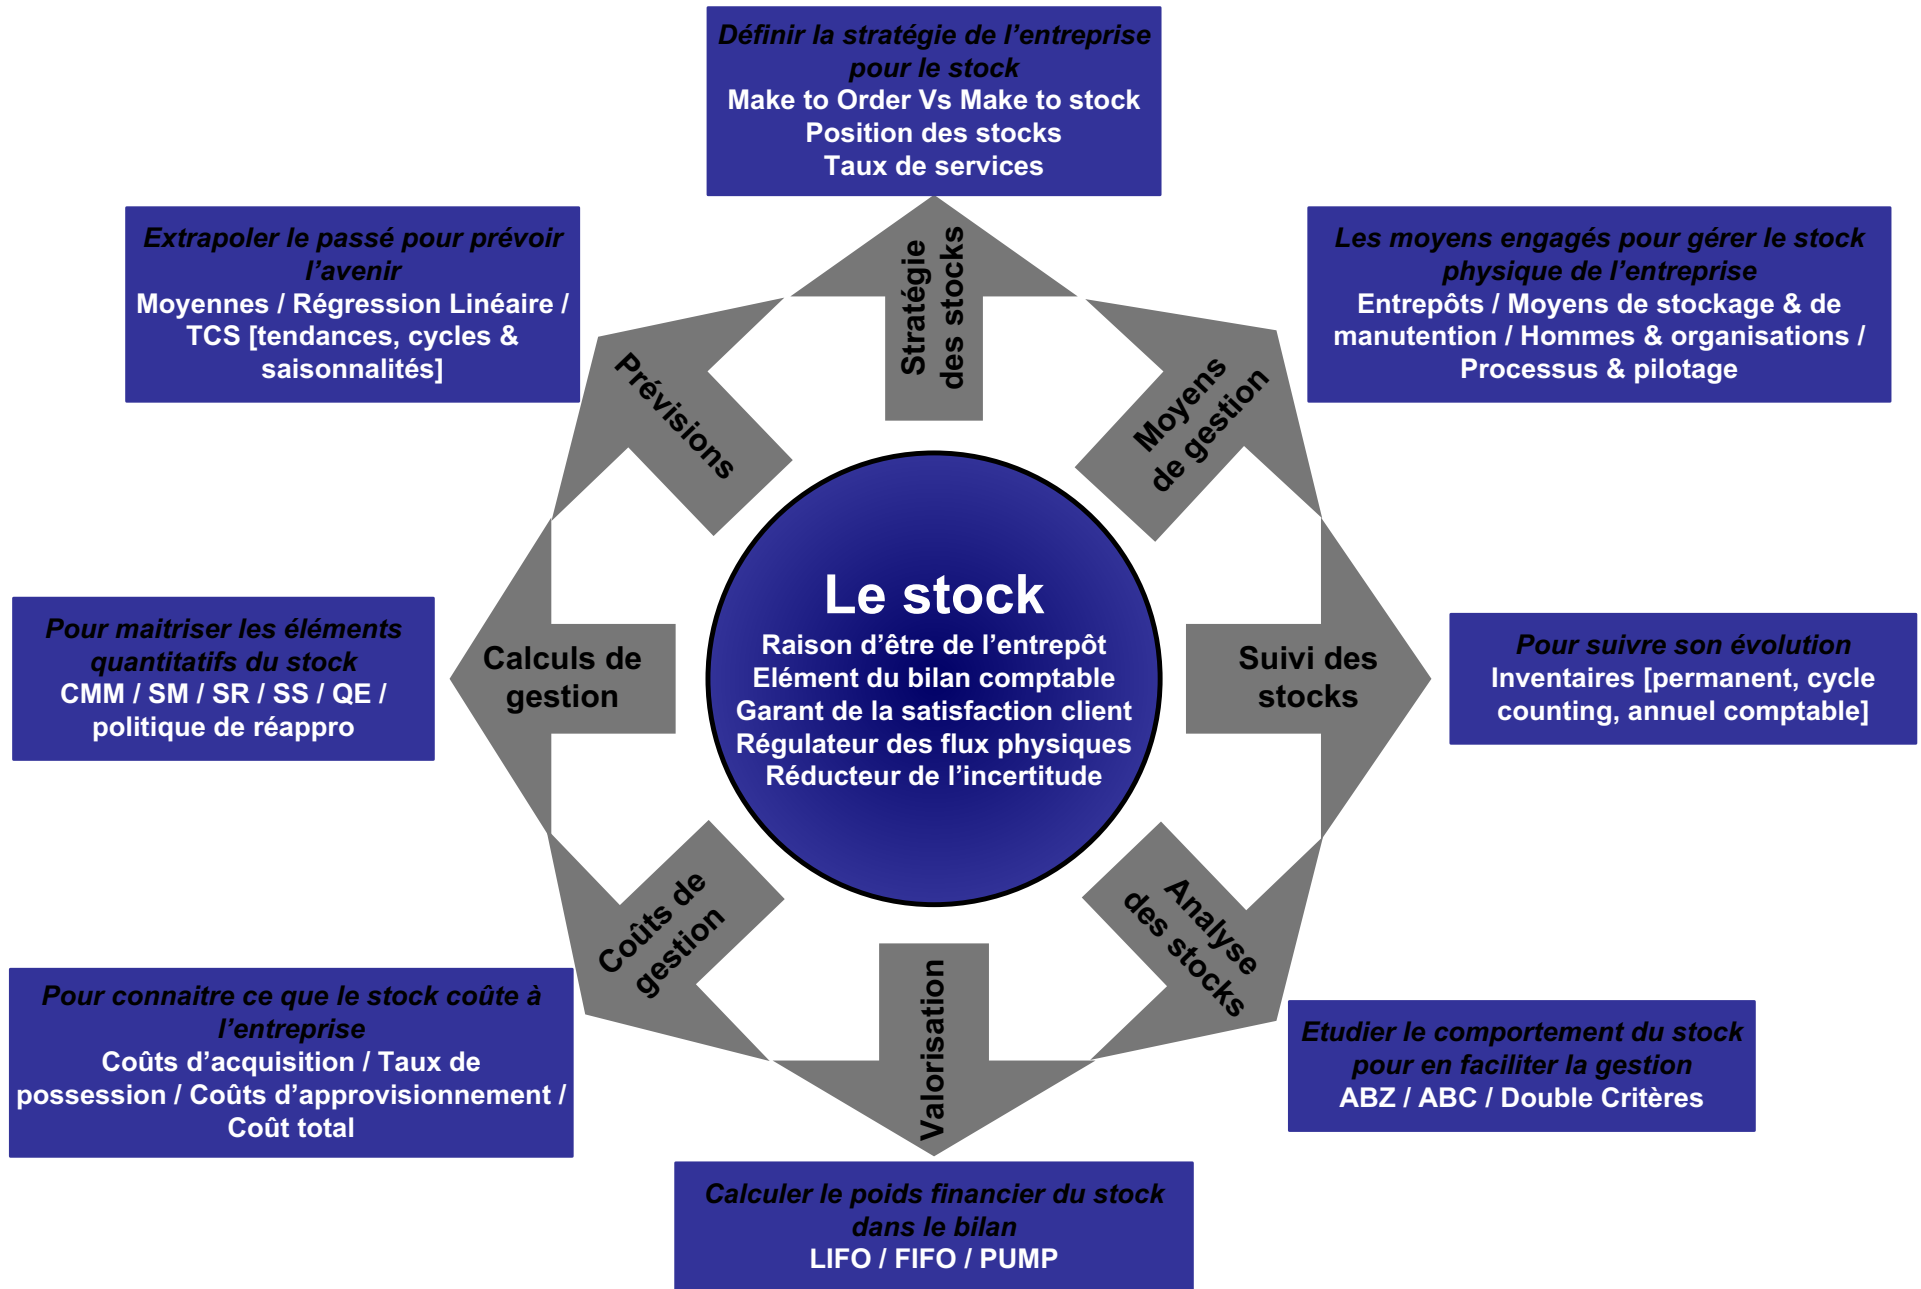 Définir la stratégie de l’entreprise
pour le stock
Make to Order Vs Make to stock
Position des stocks
Taux de services
Extrapoler le passé pour prévoir
l’avenir
Moyennes / Régression Linéaire /
TCS [tendances, cycles &
saisonnalités]
Les moyens engagés pour gérer le stock
physique de l’entreprise
Entrepôts / Moyens de stockage & de
manutention / Hommes & organisations /
Processus & pilotage
Stratégie
des stocks
Prévisions
Moyens
de gestion
Le stock
Raison d’être de l’entrepôt
Elément du bilan comptable
Garant de la satisfaction client
Régulateur des flux physiques
Réducteur de l’incertitude
Pour maitriser les éléments
quantitatifs du stock
CMM / SM / SR / SS / QE /
politique de réappro
Calculs de
gestion
Suivi des
stocks
Pour suivre son évolution
Inventaires [permanent, cycle
counting, annuel comptable]
Coûts de
gestion
Valorisation
Analyse
des stocks
Pour connaitre ce que le stock coûte à
l’entreprise
Coûts d’acquisition / Taux de
possession / Coûts d’approvisionnement /
Coût total
Etudier le comportement du stock
pour en faciliter la gestion
ABZ / ABC / Double Critères
Calculer le poids financier du stock
dans le bilan
LIFO / FIFO / PUMP